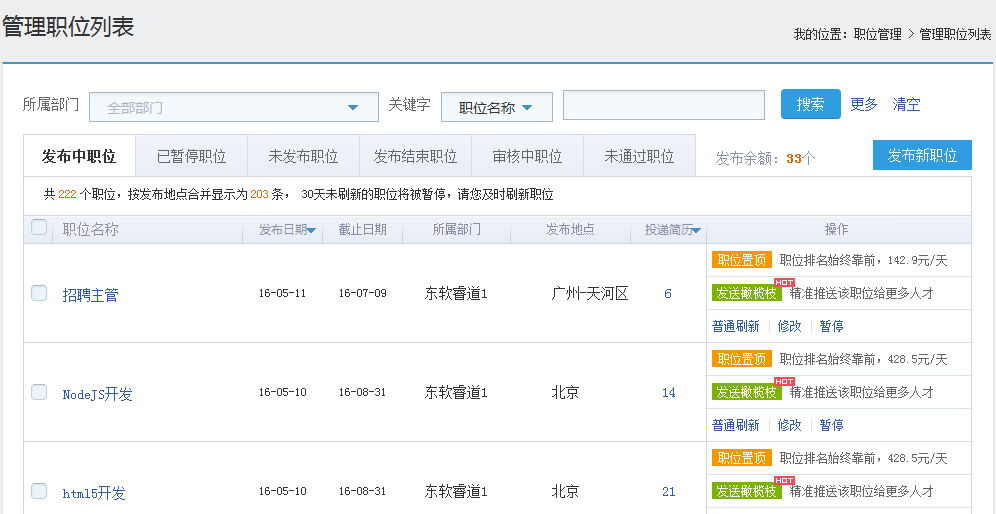 管理职位列表
我的位置：职位管理 > 管理职位列表
所属部门 全部部门 关键字 职位名称 搜索 更多 清空
发布中职位 已暂停职位 未发布职位 发布结束职位 审核中职位 未通过职位 发布余额：33个 发布新职位
共 222 个职位，按发布地点合并显示为 203 条， 30天未刷新的职位将被暂停，请您及时刷新职位
职位名称 发布日期 截止日期 所属部门 发布地点 投递简历 操作
职位置顶 职位排名始终靠前，142.9元/天
招聘主管 16-05-11 16-07-09 东软睿道1 广州-天河区 6 发送橄榄枝 HOT 精准推送该职位给更多人才
普通刷新 修改 暂停
职位置顶 职位排名始终靠前，428.5元/天
NodeJS开发 16-05-10 16-08-31 东软睿道1 北京 14 发送橄榄枝 HOT 精准推送该职位给更多人才
普通刷新 修改 暂停
职位置顶 职位排名始终靠前，428.5元/天
html5开发 16-05-10 16-08-31 东软睿道1 北京 21 发送橄榄枝 HOT 精准推送该职位给更多人才